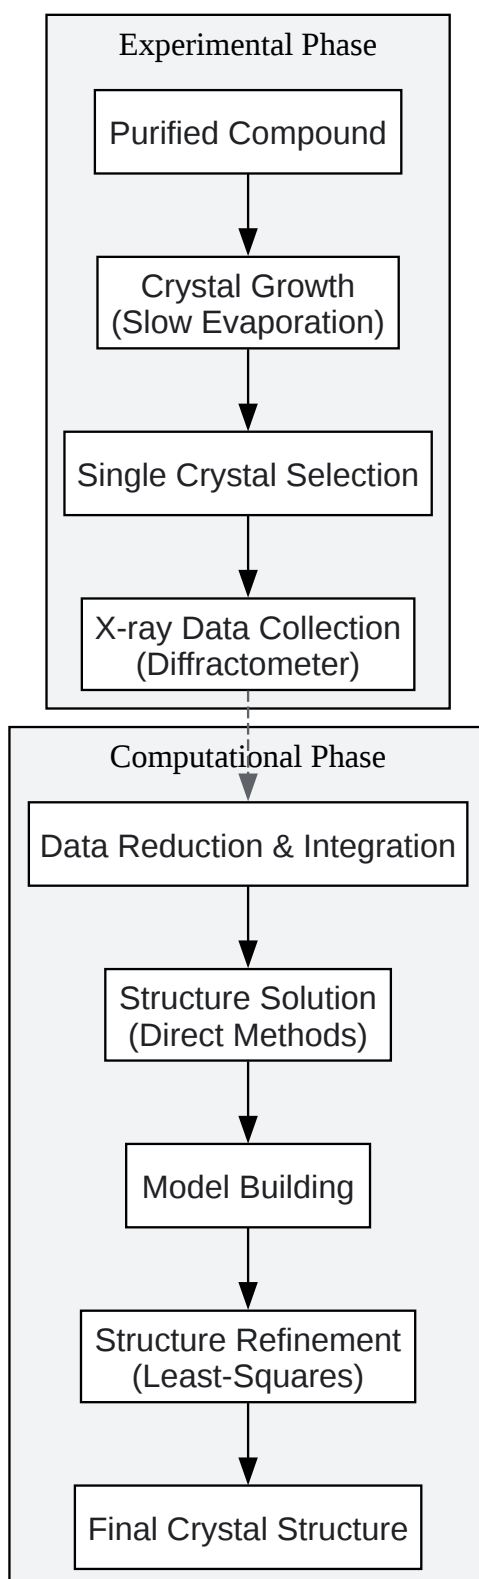 Experimental Phase
Purified Compound
Crystal Growth
(Slow Evaporation)
Single Crystal Selection
X-ray Data Collection
(Diffractometer)
Computational Phase
Data Reduction & Integration
Structure Solution
(Direct Methods)
Model Building
Structure Refinement
(Least-Squares)
Final Crystal Structure